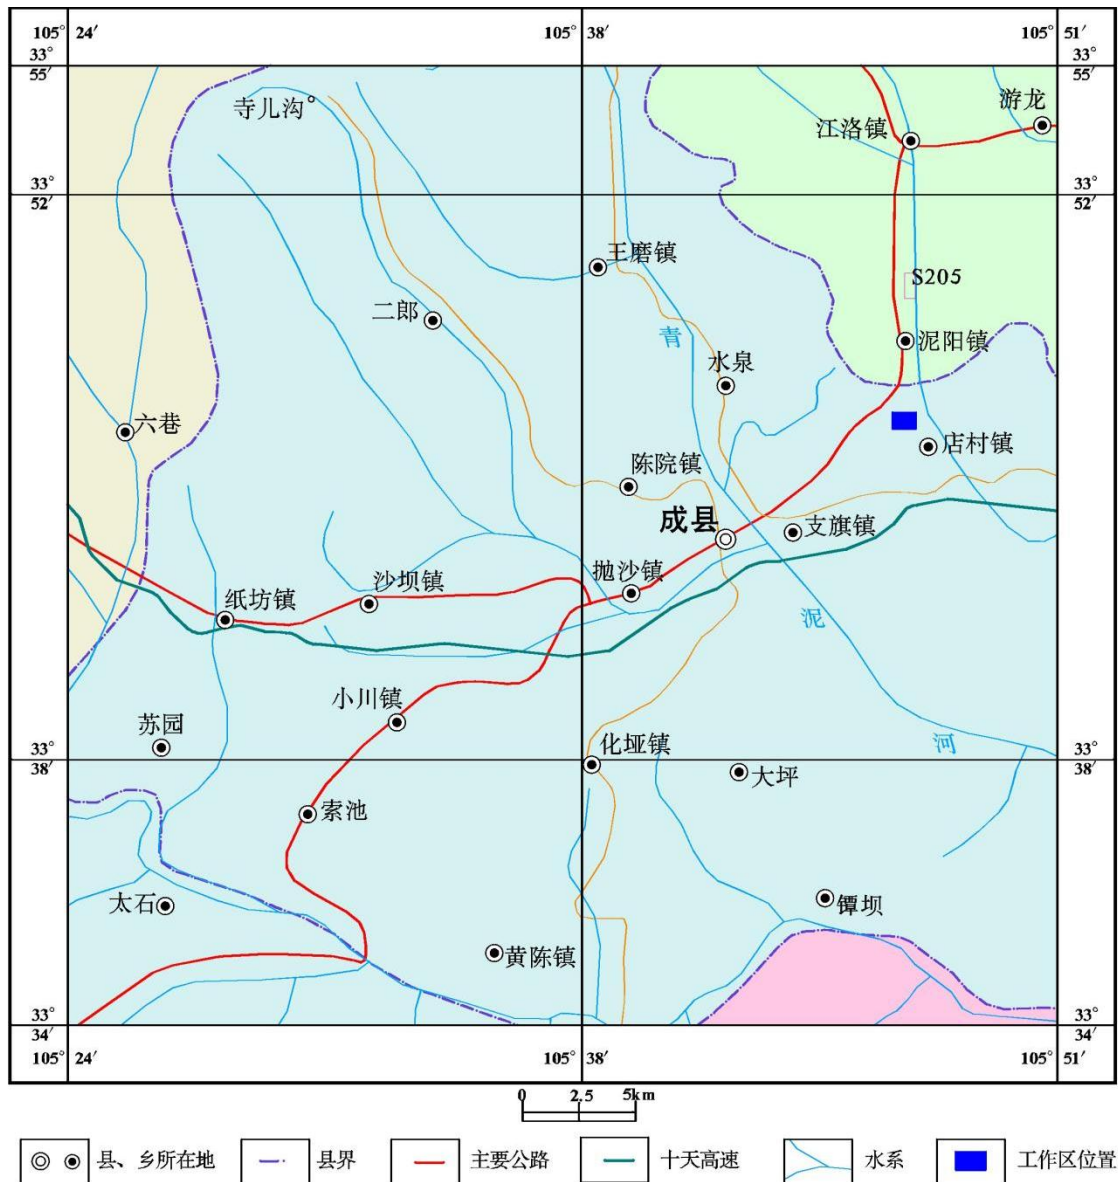 105° 24′
105° 38′
105° 51′
33° 55′
33° 55′
寺儿沟
江洛镇
游龙
33° 52′
33° 52′
王磨镇
S205
二郎
青
泥阳镇
水泉
六巷
店村镇
陈院镇
成县
支旗镇
抛沙镇
沙坝镇
纸坊镇
泥
小川镇
苏园
化垭镇
河
33° 38′
33° 38′
大坪
索池
太石
镡坝
黄陈镇
33° 34′
33° 34′
105° 24′
105° 38′
105° 51′
0 2.5 5km
县、乡所在地 县界 主要公路 十天高速 水系 工作区位置